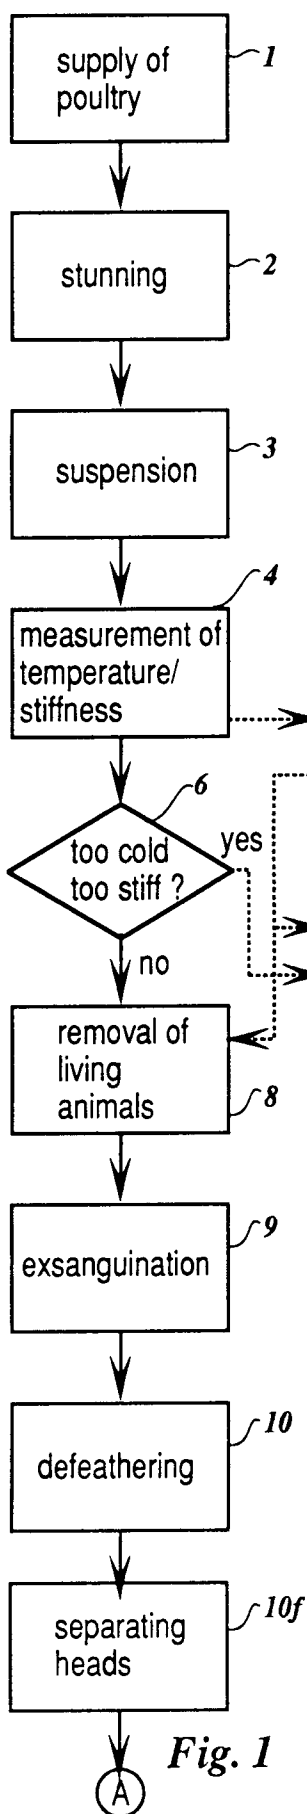 supply of
poultry
1
stunning
2
suspension
3
measurement of
temperature/
stiffness
4
too cold
too stiff ?
6
yes
no
removal of
living
animals
8
exsanguination
9
defeathering
10
separating
heads
10f
Fig. 1
A